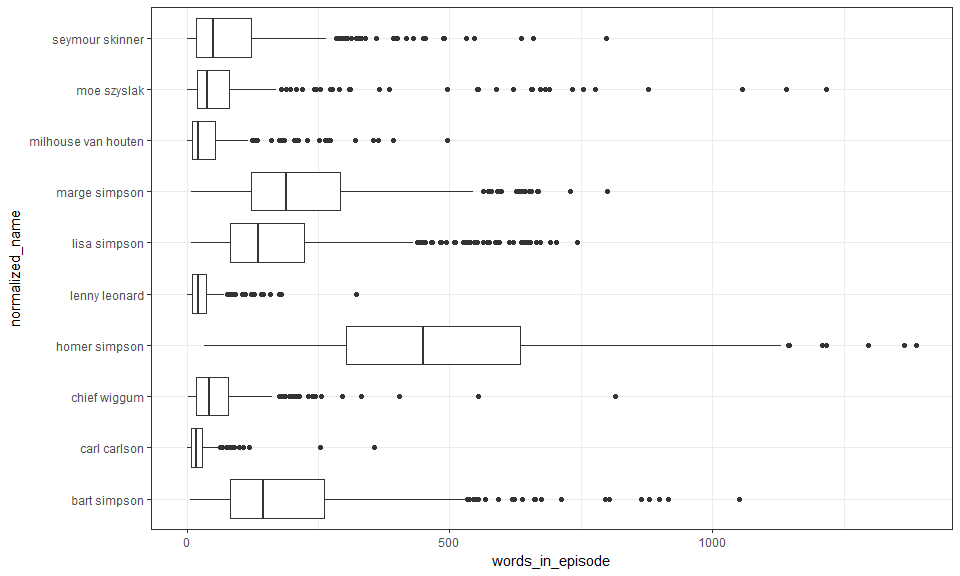 seymour skinner
moe szyslak
milhouse van houten
marge simpson
lisa simpson
lenny leonard
homer simpson
chief wiggum
carl carlson
bart simpson
normalized_name
0 500 1000
words_in_episode